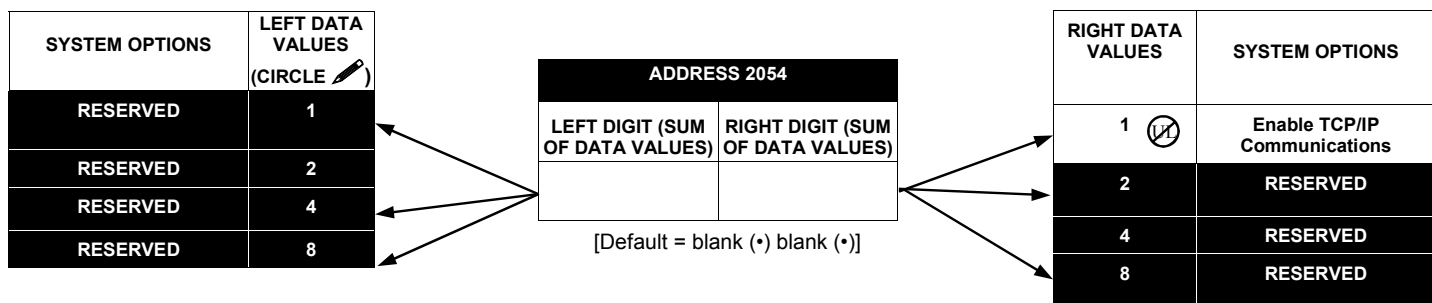 SYSTEM OPTIONS
LEFT DATA
VALUES
(CIRCLE )
RESERVED 1
RESERVED 2
RESERVED 4
RESERVED 8
ADDRESS 2054
LEFT DIGIT (SUM
OF DATA VALUES)
RIGHT DIGIT (SUM
OF DATA VALUES)
[Default = blank (•) blank (•)]
RIGHT DATA
VALUES
SYSTEM OPTIONS
1 UL
Enable TCP/IP
Communications
2 RESERVED
4 RESERVED
8 RESERVED